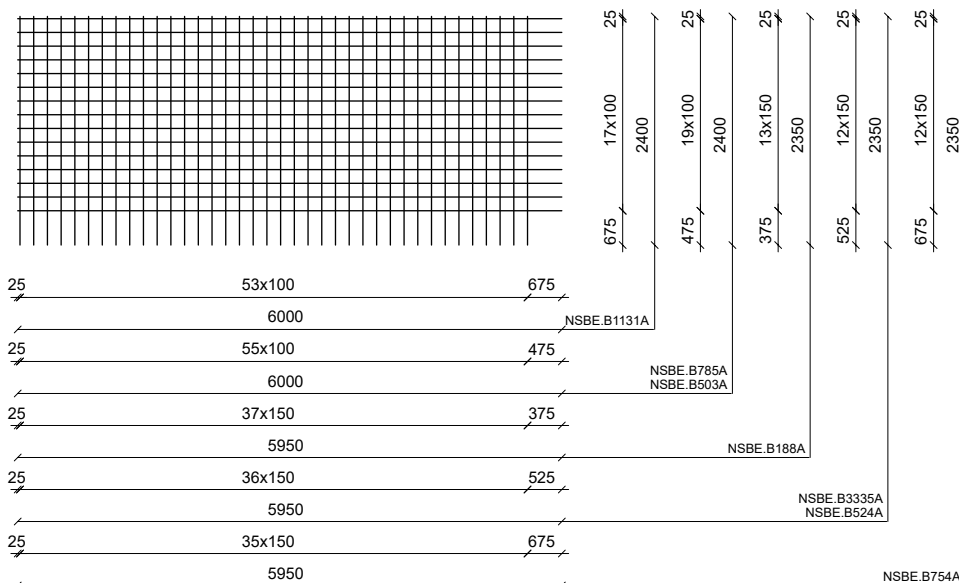 25 25 25 25 25
17x100 2400 19x100 2400 13x150 2350 12x150 2350 12x150 2350
675 475 375 525 675
25 53x100 675
6000 NSBE.B1131A
25 55x100 475
NSBE.B785A
6000 NSBE.B503A
25 37x150 375
5950 NSBE.B188A
25 36x150 525
NSBE.B3335A
5950 NSBE.B524A
25 35x150 675
5950 NSBE.B754A